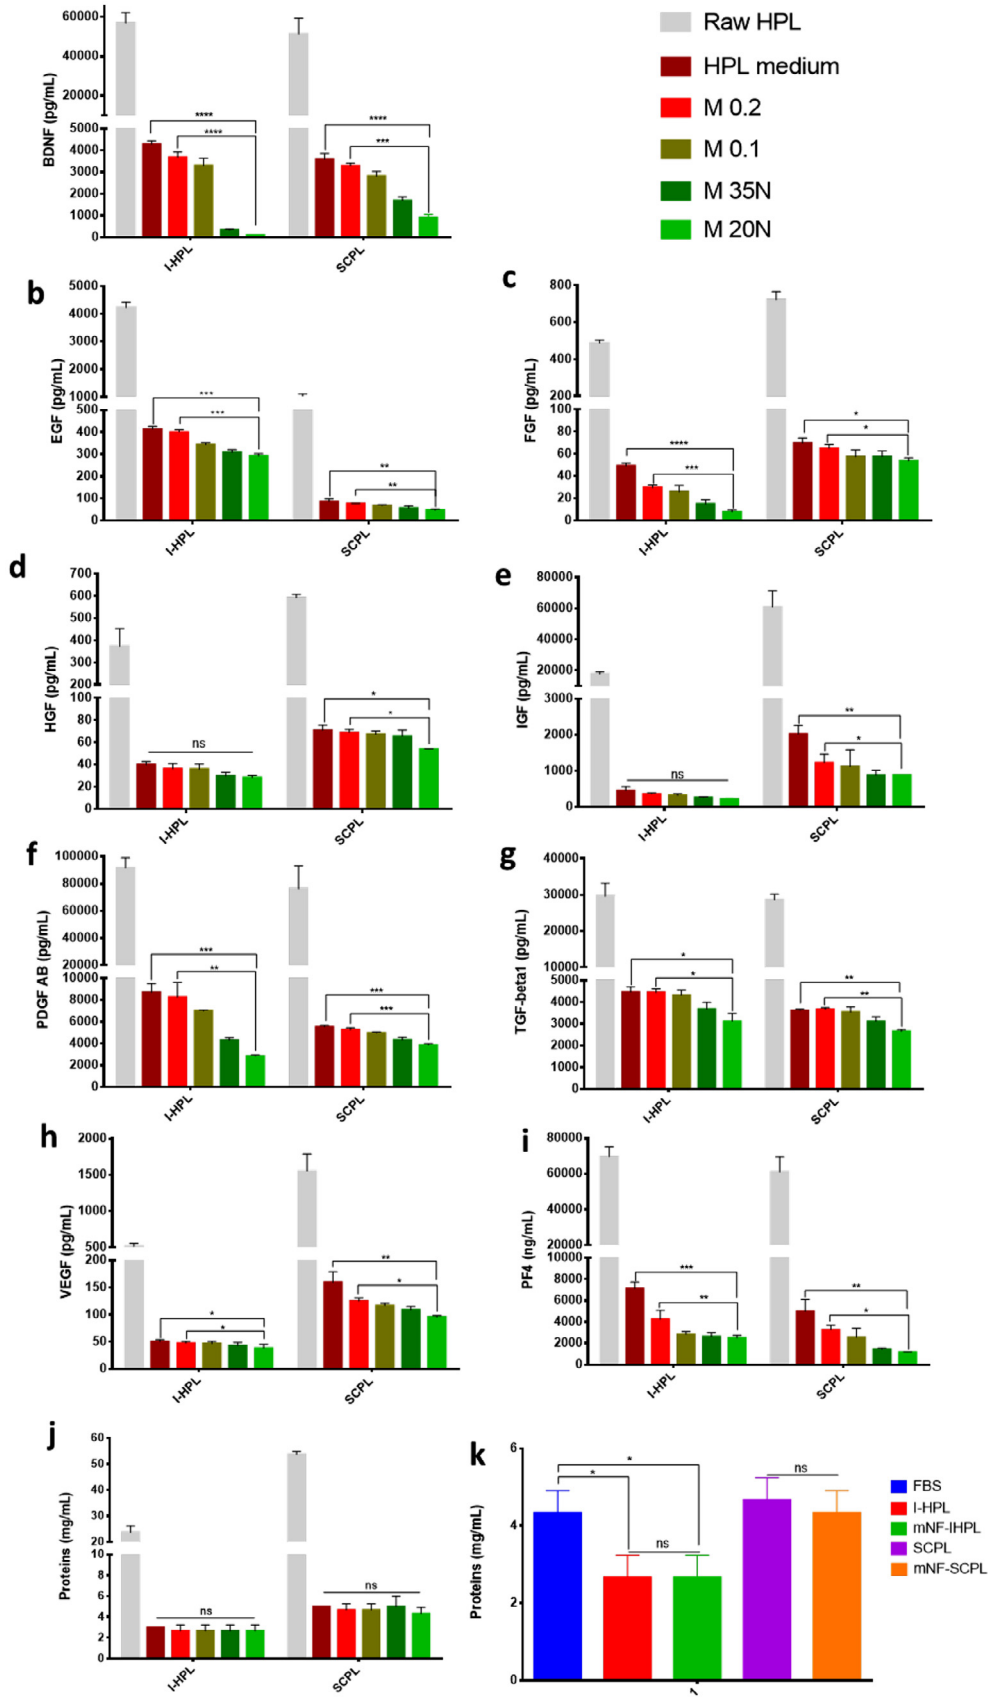 Raw HPL
HPL medium
M 0.2
M 0.1
M 35N
M 20N
BDNF (pg/mL)
60000
40000
20000
5000
4000
3000
2000
1000
0
****
****
****
***
I-HPL
SCPL
b
EGF (pg/mL)
5000
4000
3000
2000
1000
500
400
300
200
100
0
***
***
**
**
I-HPL
SCPL
c
FGF (pg/mL)
800
600
400
200
100
80
60
40
20
0
****
***
*
*
I-HPL
SCPL
d
HGF (pg/mL)
700
600
500
400
300
200
100
80
60
40
20
0
ns
*
*
I-HPL
SCPL
e
IGF (pg/mL)
80000
60000
40000
20000
3000
2000
1000
0
ns
**
*
I-HPL
SCPL
f
PDGF AB (pg/mL)
100000
80000
60000
40000
20000
10000
8000
6000
4000
2000
0
***
**
***
***
I-HPL
SCPL
g
TGF-beta1 (pg/mL)
40000
30000
20000
10000
5000
4000
3000
2000
1000
0
*
*
**
**
I-HPL
SCPL
h
VEGF (pg/mL)
2000
1500
1000
500
200
150
100
50
0
*
*
**
*
I-HPL
SCPL
i
PF4 (ng/mL)
80000
60000
40000
20000
10000
8000
6000
4000
2000
0
***
**
**
*
I-HPL
SCPL
j
Proteins (mg/mL)
60
50
40
30
20
10
8
6
4
2
0
ns
ns
I-HPL
SCPL
k
Proteins (mg/mL)
6
4
2
0
*
*
ns
ns
1
FBS
I-HPL
mNF-IHPL
SCPL
mNF-SCPL